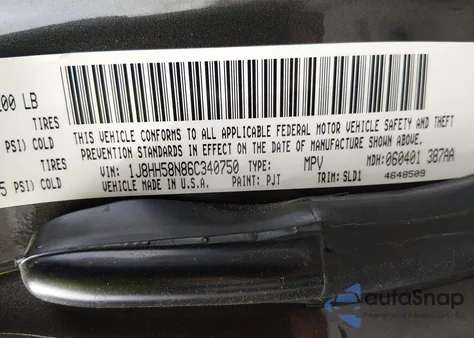 200 LB
TIRES
PSI) COLD
TIRES
5 PSI) COLD
THIS VEHICLE CONFORMS TO ALL APPLICABLE FEDERAL MOTOR VEHICLE SAFETY AND THEFT
PREVENTION STANDARDS IN EFFECT ON THE DATE OF MANUFACTURE SHOWN ABOVE.
VIN: 1J8HH58N86C340750 TYPE: MPV MDH: 060401 387AA
VEHICLE MADE IN U.S.A. PAINT: PJT TRIM: SLD1 4648509
autoSnap